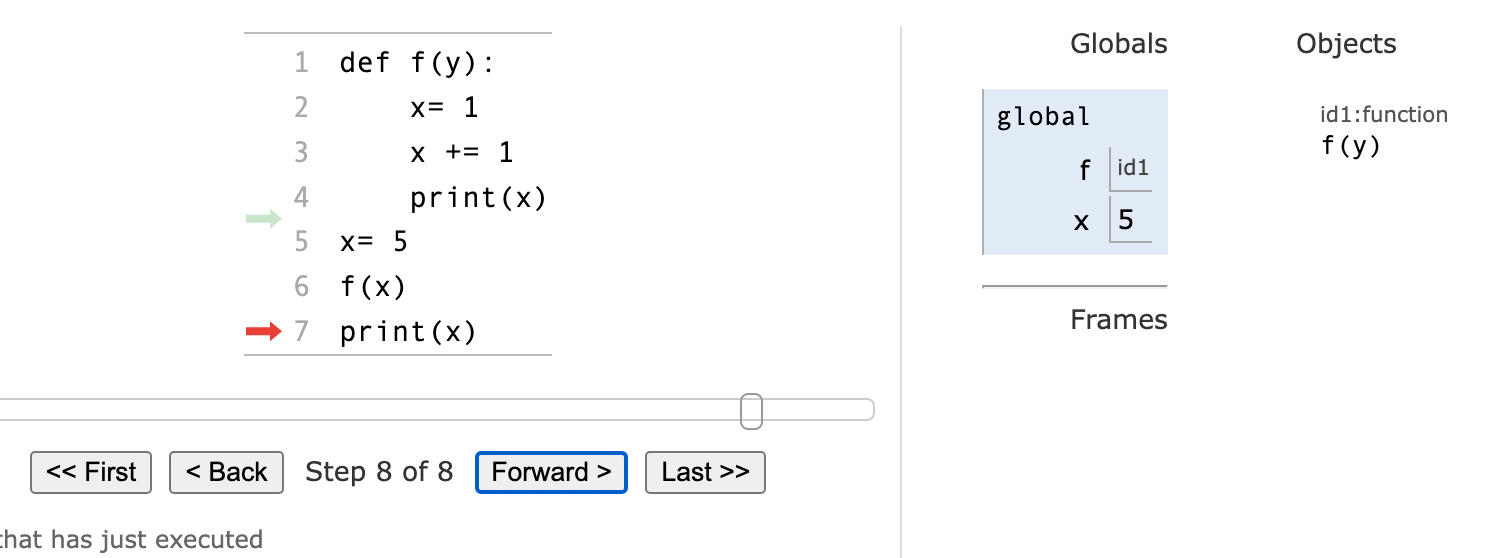 1 def f(y):
2     x= 1
3     x += 1
4     print(x)
5 x= 5
6 f(x)
7 print(x)
<< First < Back Step 8 of 8 Forward > Last >>
that has just executed
Globals
global
f id1
x 5
Frames
Objects
id1:function
f(y)